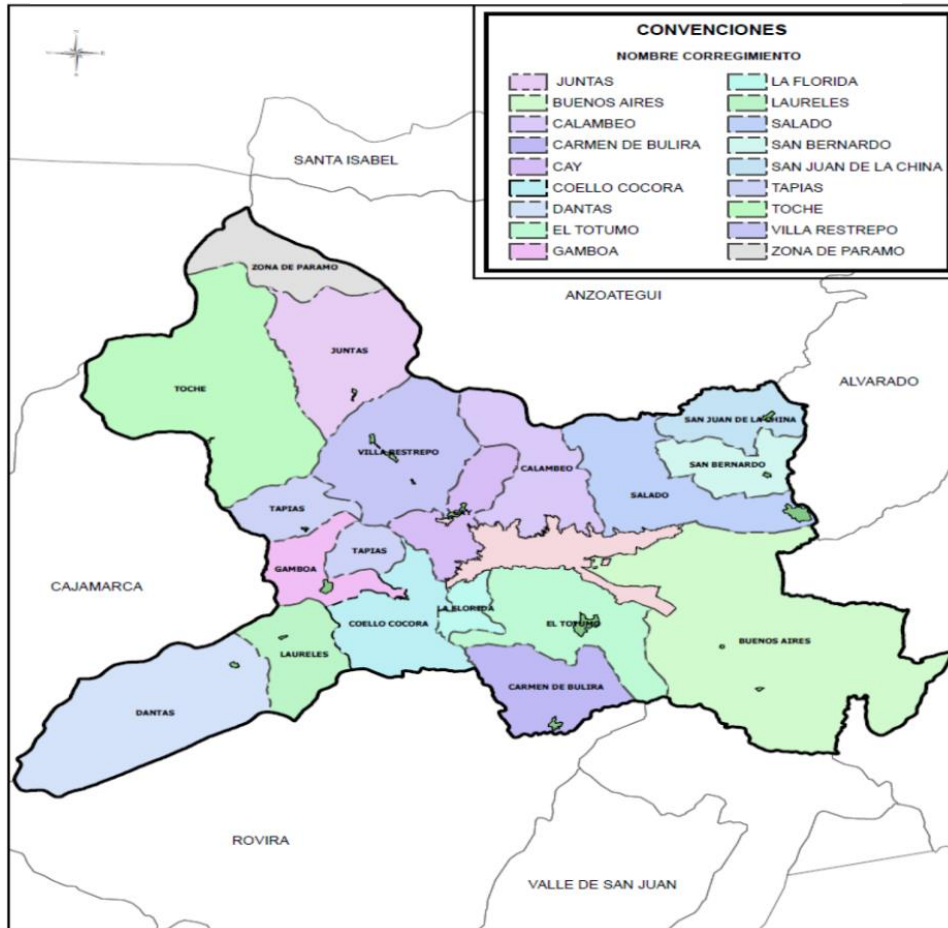 CONVENCIONES
NOMBRE CORREGIMIENTO
JUNTAS
BUENOS AIRES
CALAMBEO
CARMEN DE BULIRA
CAY
COELLO COCORA
DANTAS
EL TOTUMO
GAMBOA
LA FLORIDA
LAURELES
SALADO
SAN BERNARDO
SAN JUAN DE LA CHINA
TAPIAS
TOCHE
VILLA RESTREPO
ZONA DE PARAMO
SANTA ISABEL
ZONA DE PARAMO
ANZOATEGUI
JUNTAS
ALVARADO
TOCHE
SAN JUAN DE LA CHINA
VILLA RESTREPO
SAN BERNARDO
CALAMBEO
SALADO
TAPIAS
CAY
TAPIAS
GAMBOA
CAJAMARCA
LA FLORIDA
COELLO COCORA
EL TOTUMO
BUENOS AIRES
LAURELES
CARMEN DE BULIRA
DANTAS
ROVIRA
VALLE DE SAN JUAN